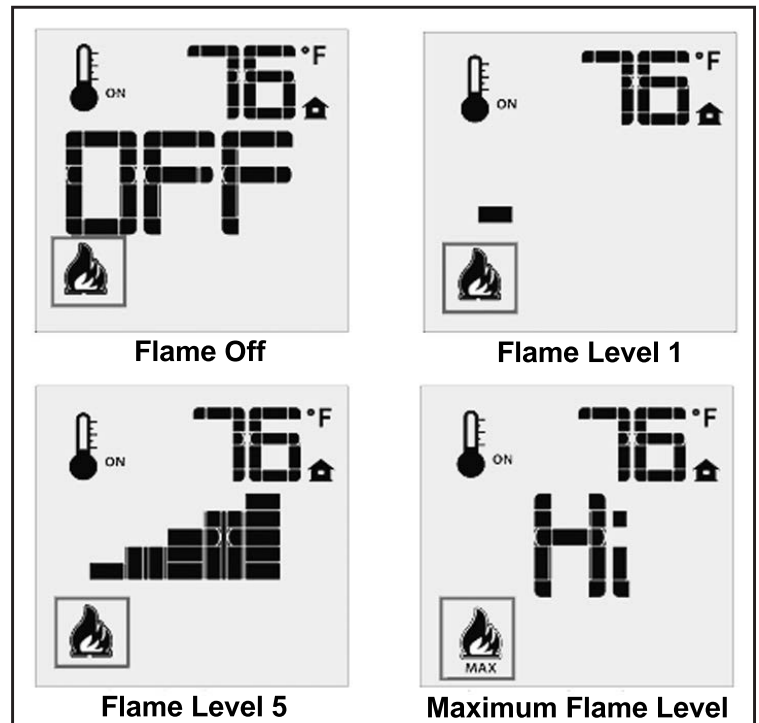 76 °F
ON
OFF
Flame Off
76 °F
ON
Flame Level 1
76 °F
ON
Flame Level 5
76 °F
ON
Hi
MAX
Maximum Flame Level